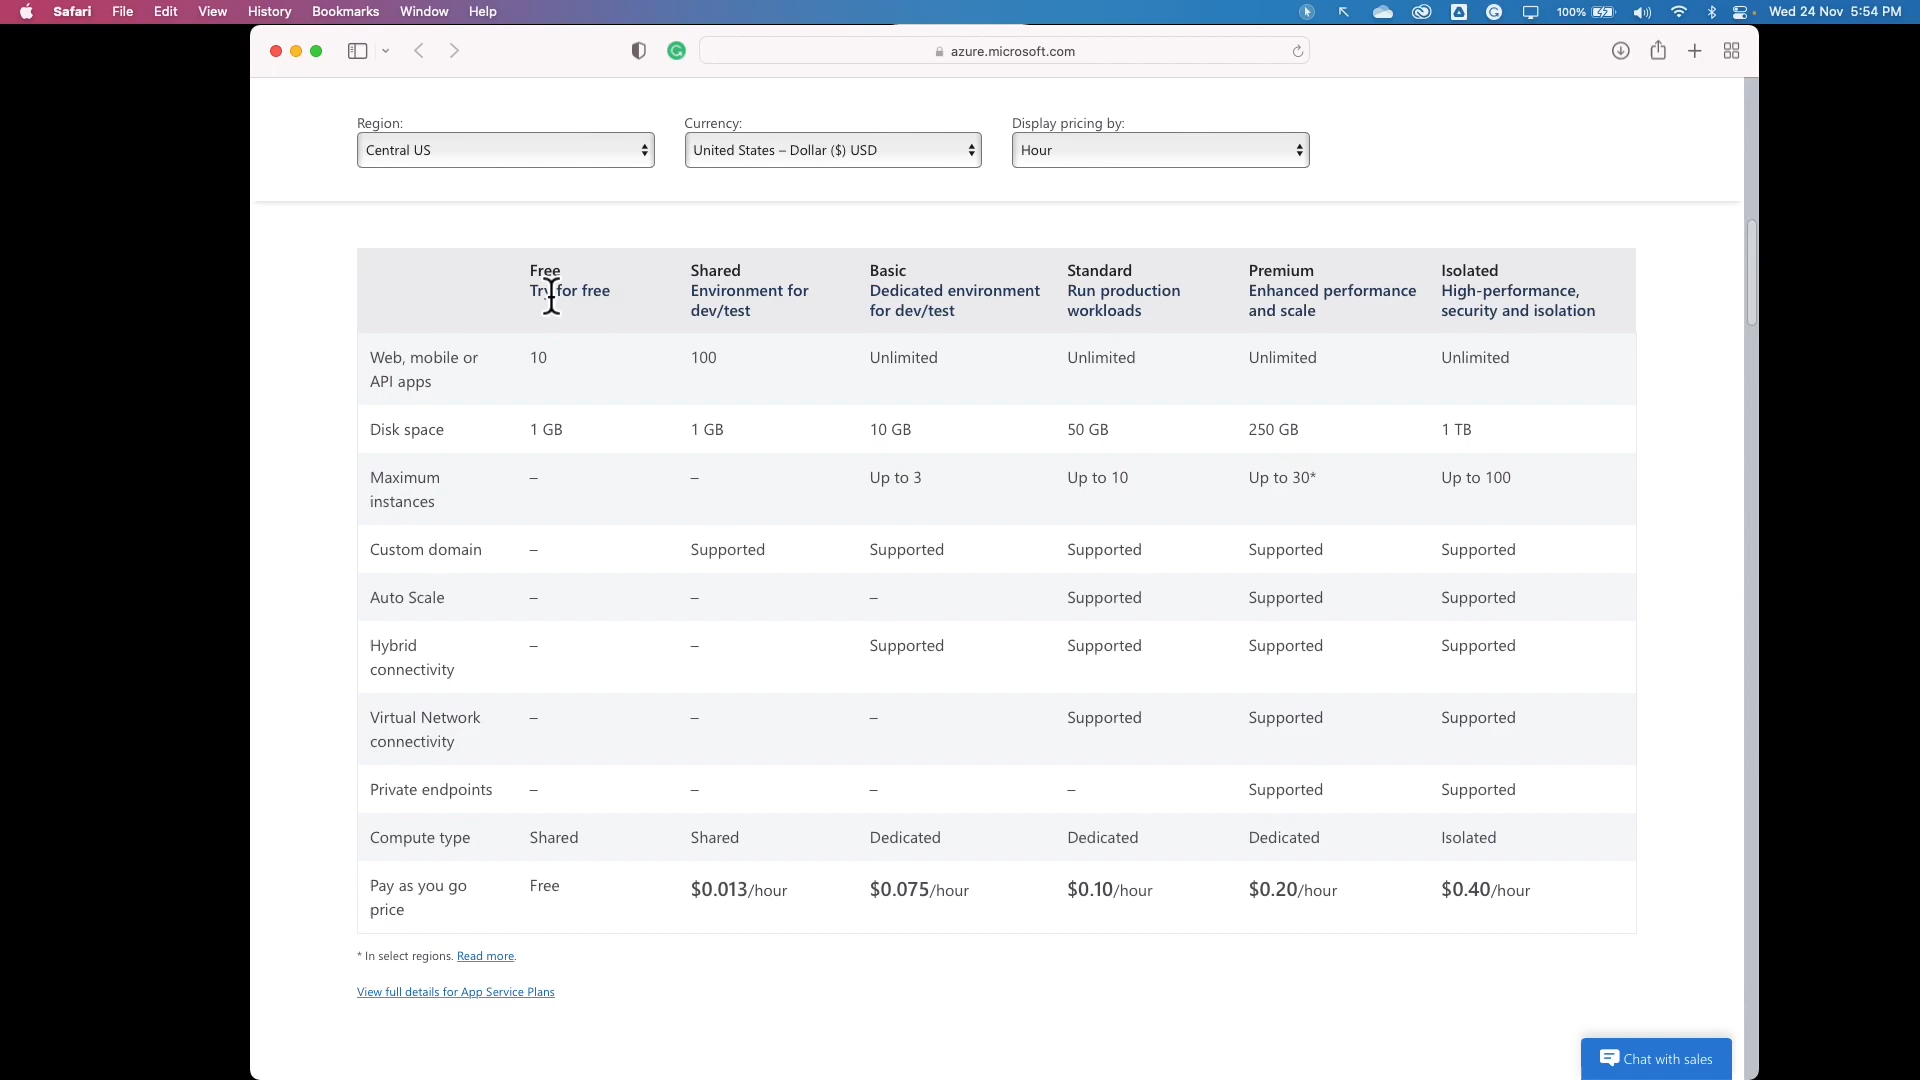 Safari File Edit View History Bookmarks Window Help 100% Wed 24 Nov 5:54 PM
azure.microsoft.com
Region: Currency: Display pricing by:
Central US United States – Dollar ($) USD Hour
Free Shared Basic Standard Premium Isolated
Try for free Environment for Dedicated environment Run production Enhanced performance High-performance,
dev/test for dev/test workloads and scale security and isolation
Web, mobile or 10 100 Unlimited Unlimited Unlimited Unlimited
API apps
Disk space 1 GB 1 GB 10 GB 50 GB 250 GB 1 TB
Maximum – – Up to 3 Up to 10 Up to 30* Up to 100
instances
Custom domain – Supported Supported Supported Supported Supported
Auto Scale – – – Supported Supported Supported
Hybrid – – Supported Supported Supported Supported
connectivity
Virtual Network – – – Supported Supported Supported
connectivity
Private endpoints – – – – Supported Supported
Compute type Shared Shared Dedicated Dedicated Dedicated Isolated
Pay as you go Free $0.013/hour $0.075/hour $0.10/hour $0.20/hour $0.40/hour
price
* In select regions. Read more.
View full details for App Service Plans
Chat with sales